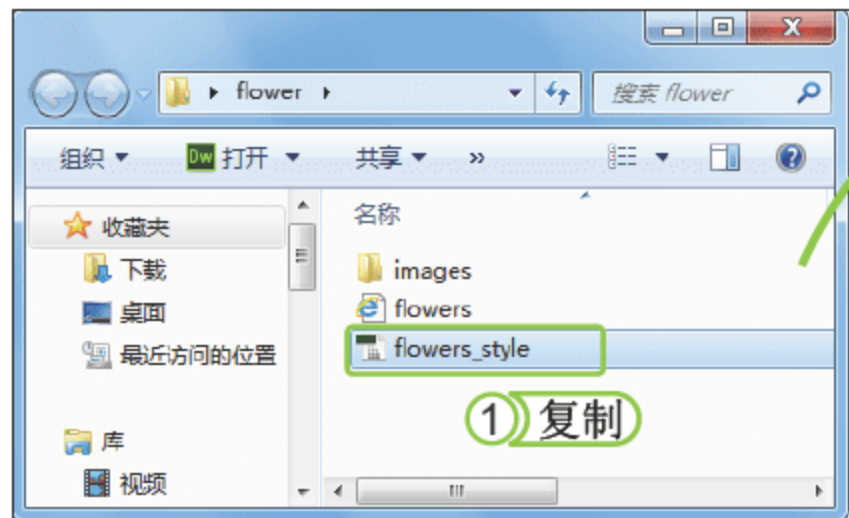 X
flower
搜索 flower
组织
Dw 打开
共享
»
?
名称
收藏夹
下载
桌面
最近访问的位置
库
视频
images
flowers
flowers_style
1 复制